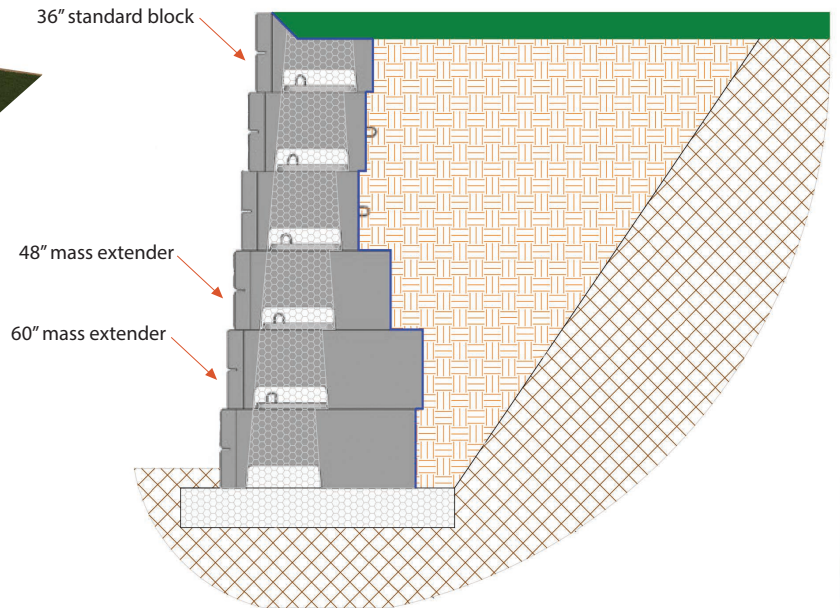 36” standard block
48” mass extender
60” mass extender